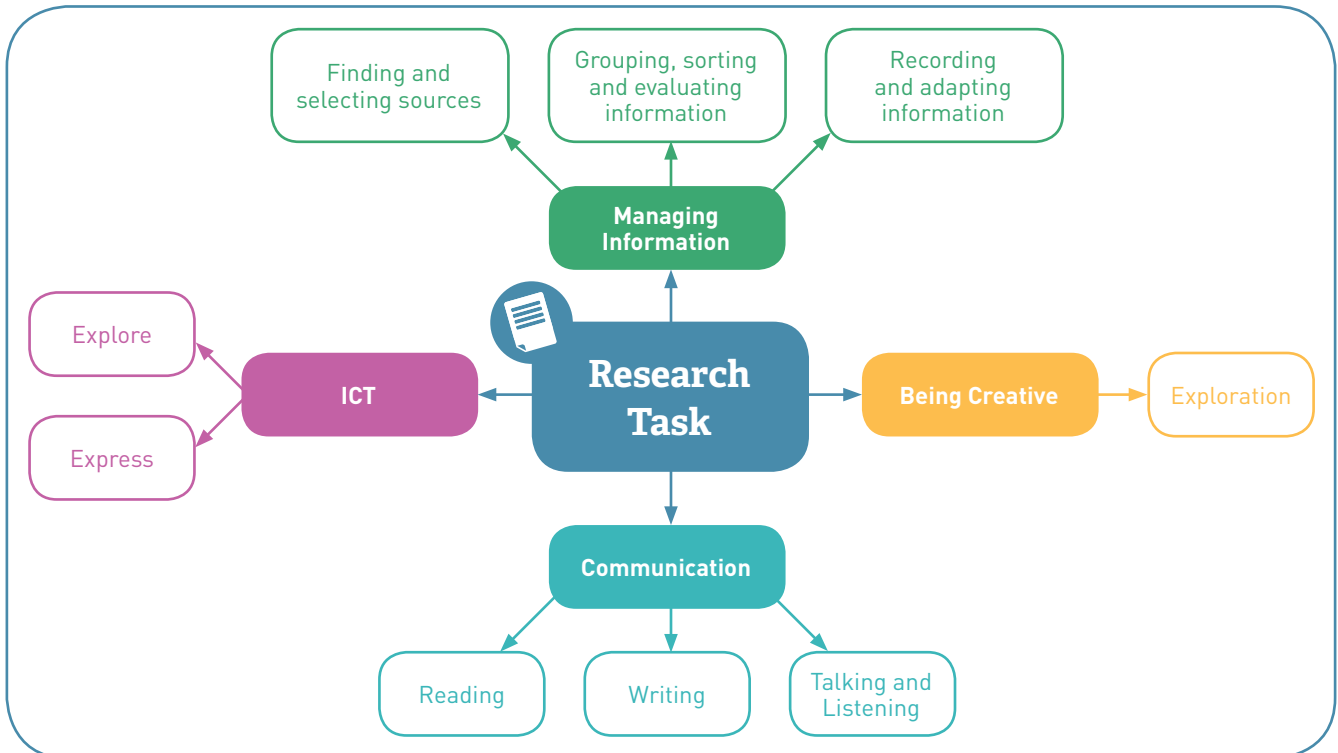 Finding and
selecting sources
Grouping, sorting
and evaluating
information
Recording
and adapting
information
Managing
Information
Explore
Express
ICT
Research
Task
Being Creative
Exploration
Communication
Reading
Writing
Talking and
Listening